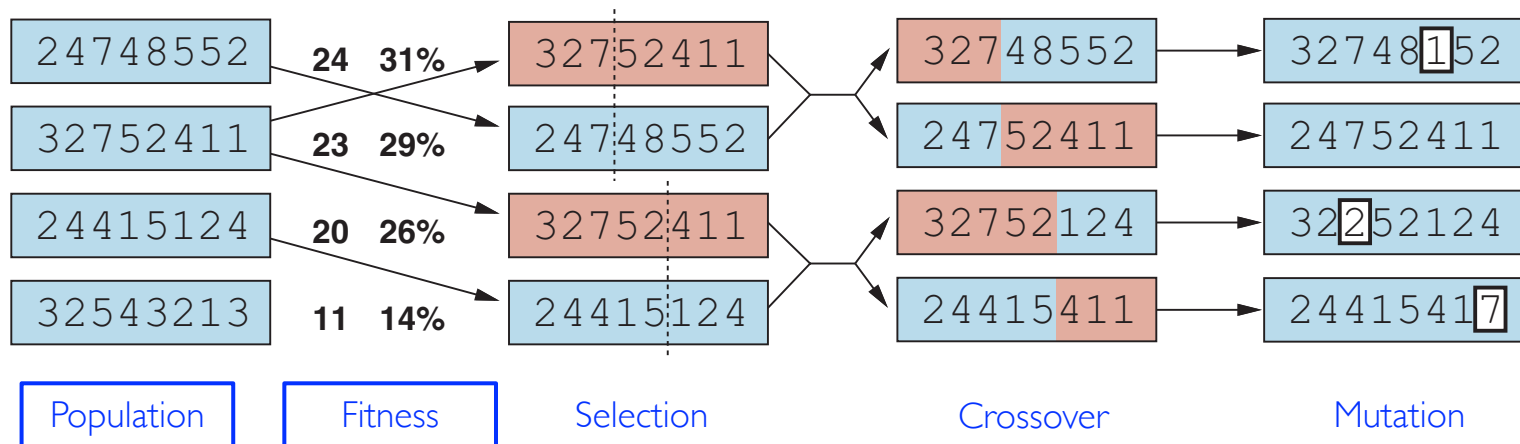 24748552 24 31% 32752411 32748552 32748152
32752411 23 29% 24748552 24752411 24752411
24415124 20 26% 32752411 32752124 32252124
32543213 11 14% 24415124 24415411 24415417
Population Fitness Selection Crossover Mutation